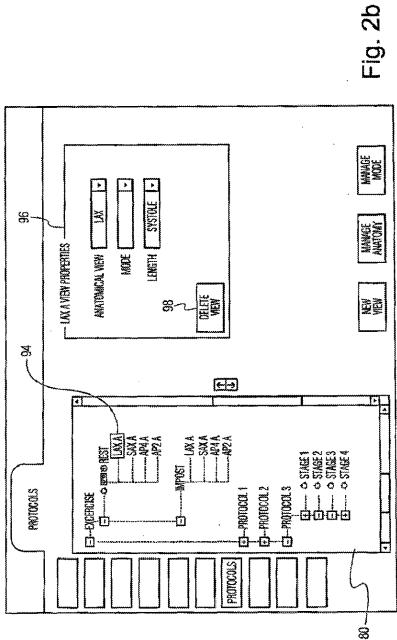 PROTOCOLS
PROTOCOLS
80
EXCERCISE
REST
LAX A
SAX A
AP4 A
AP2 A
IMPOST
LAX A
SAX A
AP4 A
AP2 A
PROTOCOL 1
PROTOCOL 2
PROTOCOL 3
STAGE 1
STAGE 2
STAGE 3
STAGE 4
94
96
LAX A VIEW PROPERTIES
ANATOMICAL VIEW
LAX
MODE
LENGTH
SYSTOLE
98
DELETE VIEW
NEW VIEW
MANAGE ANATOMY
MANAGE MODE
Fig. 2b